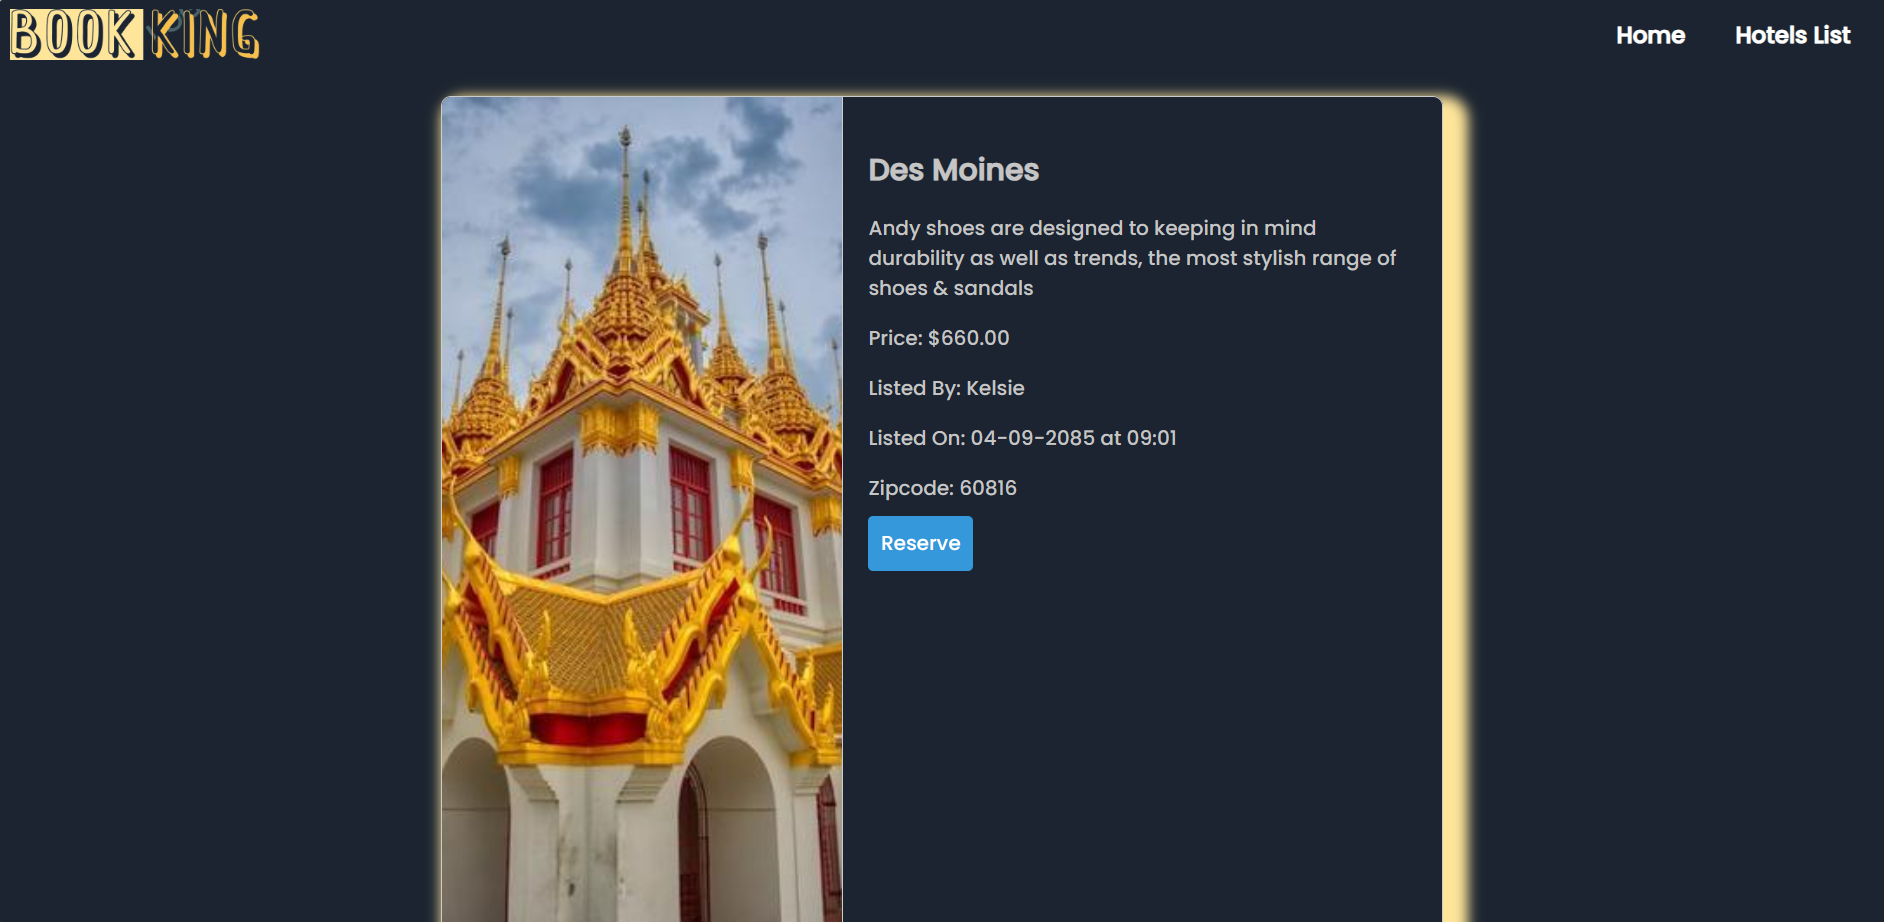 BOOK KING
Home
Hotels List
Des Moines
Andy shoes are designed to keeping in mind
durability as well as trends, the most stylish range of
shoes & sandals
Price: $660.00
Listed By: Kelsie
Listed On: 04-09-2085 at 09:01
Zipcode: 60816
Reserve